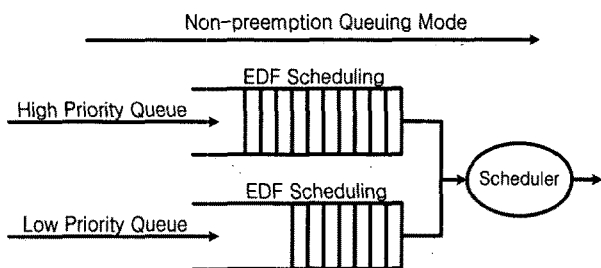 Non-preemption Queuing Mode
EDF Scheduling
High Priority Queue
EDF Scheduling
Scheduler
Low Priority Queue